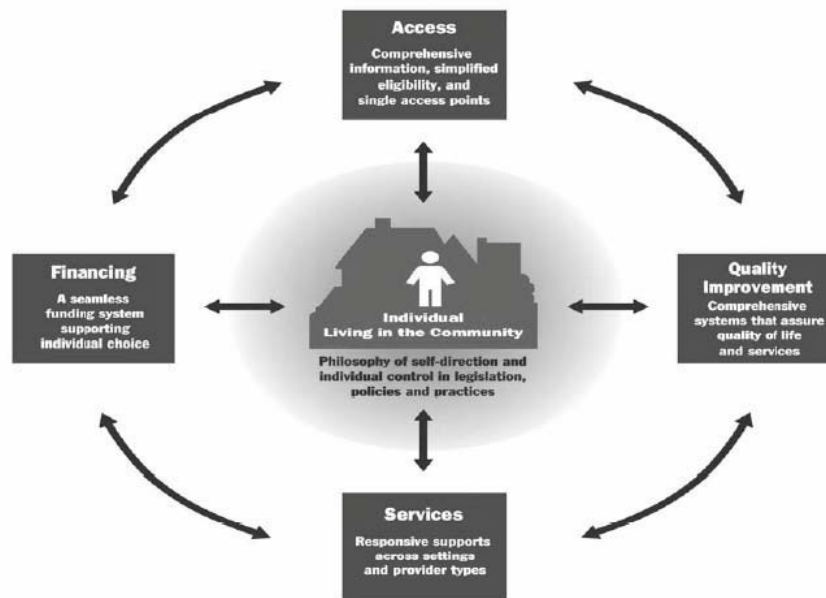 Access
Comprehensive
information, simplified
eligibility, and
single access points
Financing
A seamless
funding system
supporting
individual choice
Individual
Living in the Community
Philosophy of self-direction and
individual control in legislation,
policies and practices
Quality
Improvement
Comprehensive
systems that assure
quality of life
and services
Services
Responsive supports
across settings
and provider types